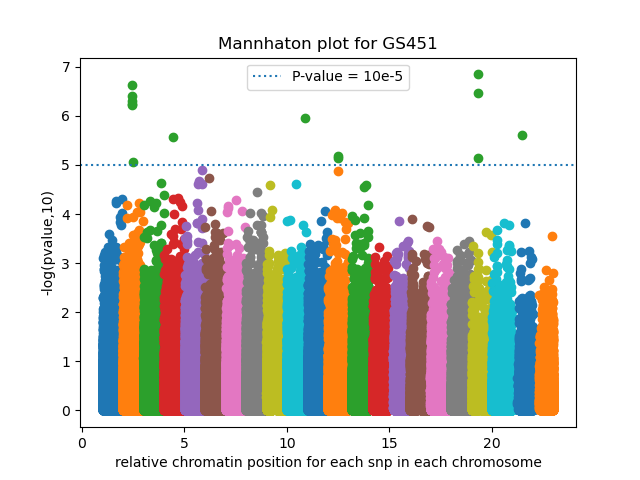 Mannhaton plot for GS451
P-value = 10e-5
7
6
5
4
3
2
1
0
-log(pvalue,10)
0 5 10 15 20
relative chromatin position for each snp in each chromosome